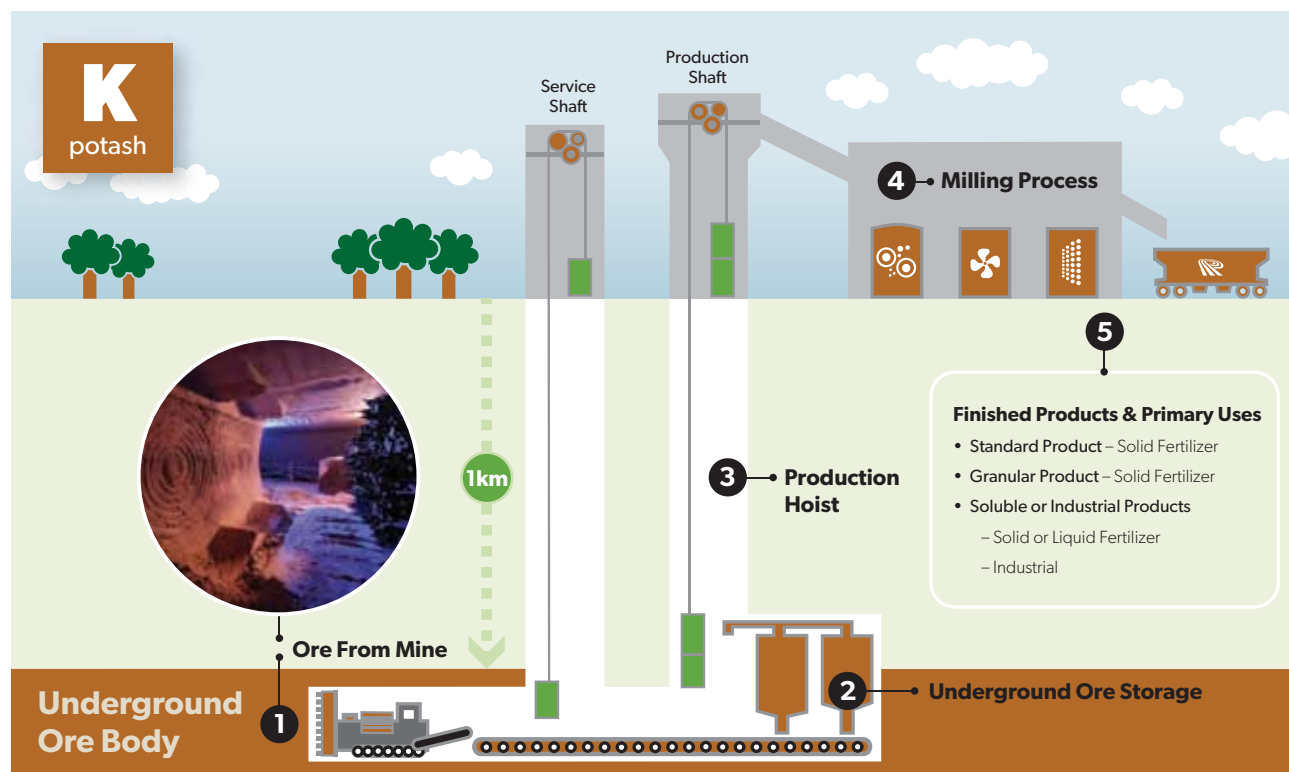 K
potash
Service
Shaft
Production
Shaft
4 Milling Process
5
Finished Products & Primary Uses
• Standard Product – Solid Fertilizer
• Granular Product – Solid Fertilizer
• Soluble or Industrial Products
– Solid or Liquid Fertilizer
– Industrial
1km
3 Production
Hoist
Ore From Mine
Underground
Ore Body
1
2 Underground Ore Storage